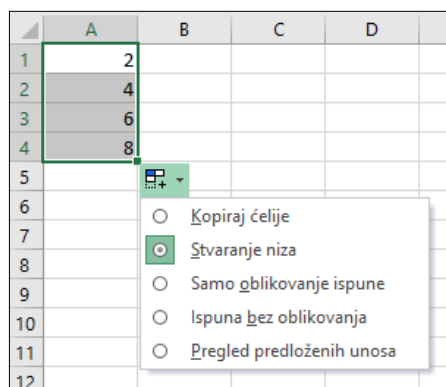 A B C D
1 2
2 4
3 6
4 8
5
6 Kopiraj ćelije
7 Stvaranje niza
8 Samo oblikovanje ispune
9 Ispuna bez oblikovanja
10
11 Pregled predloženih unosa
12